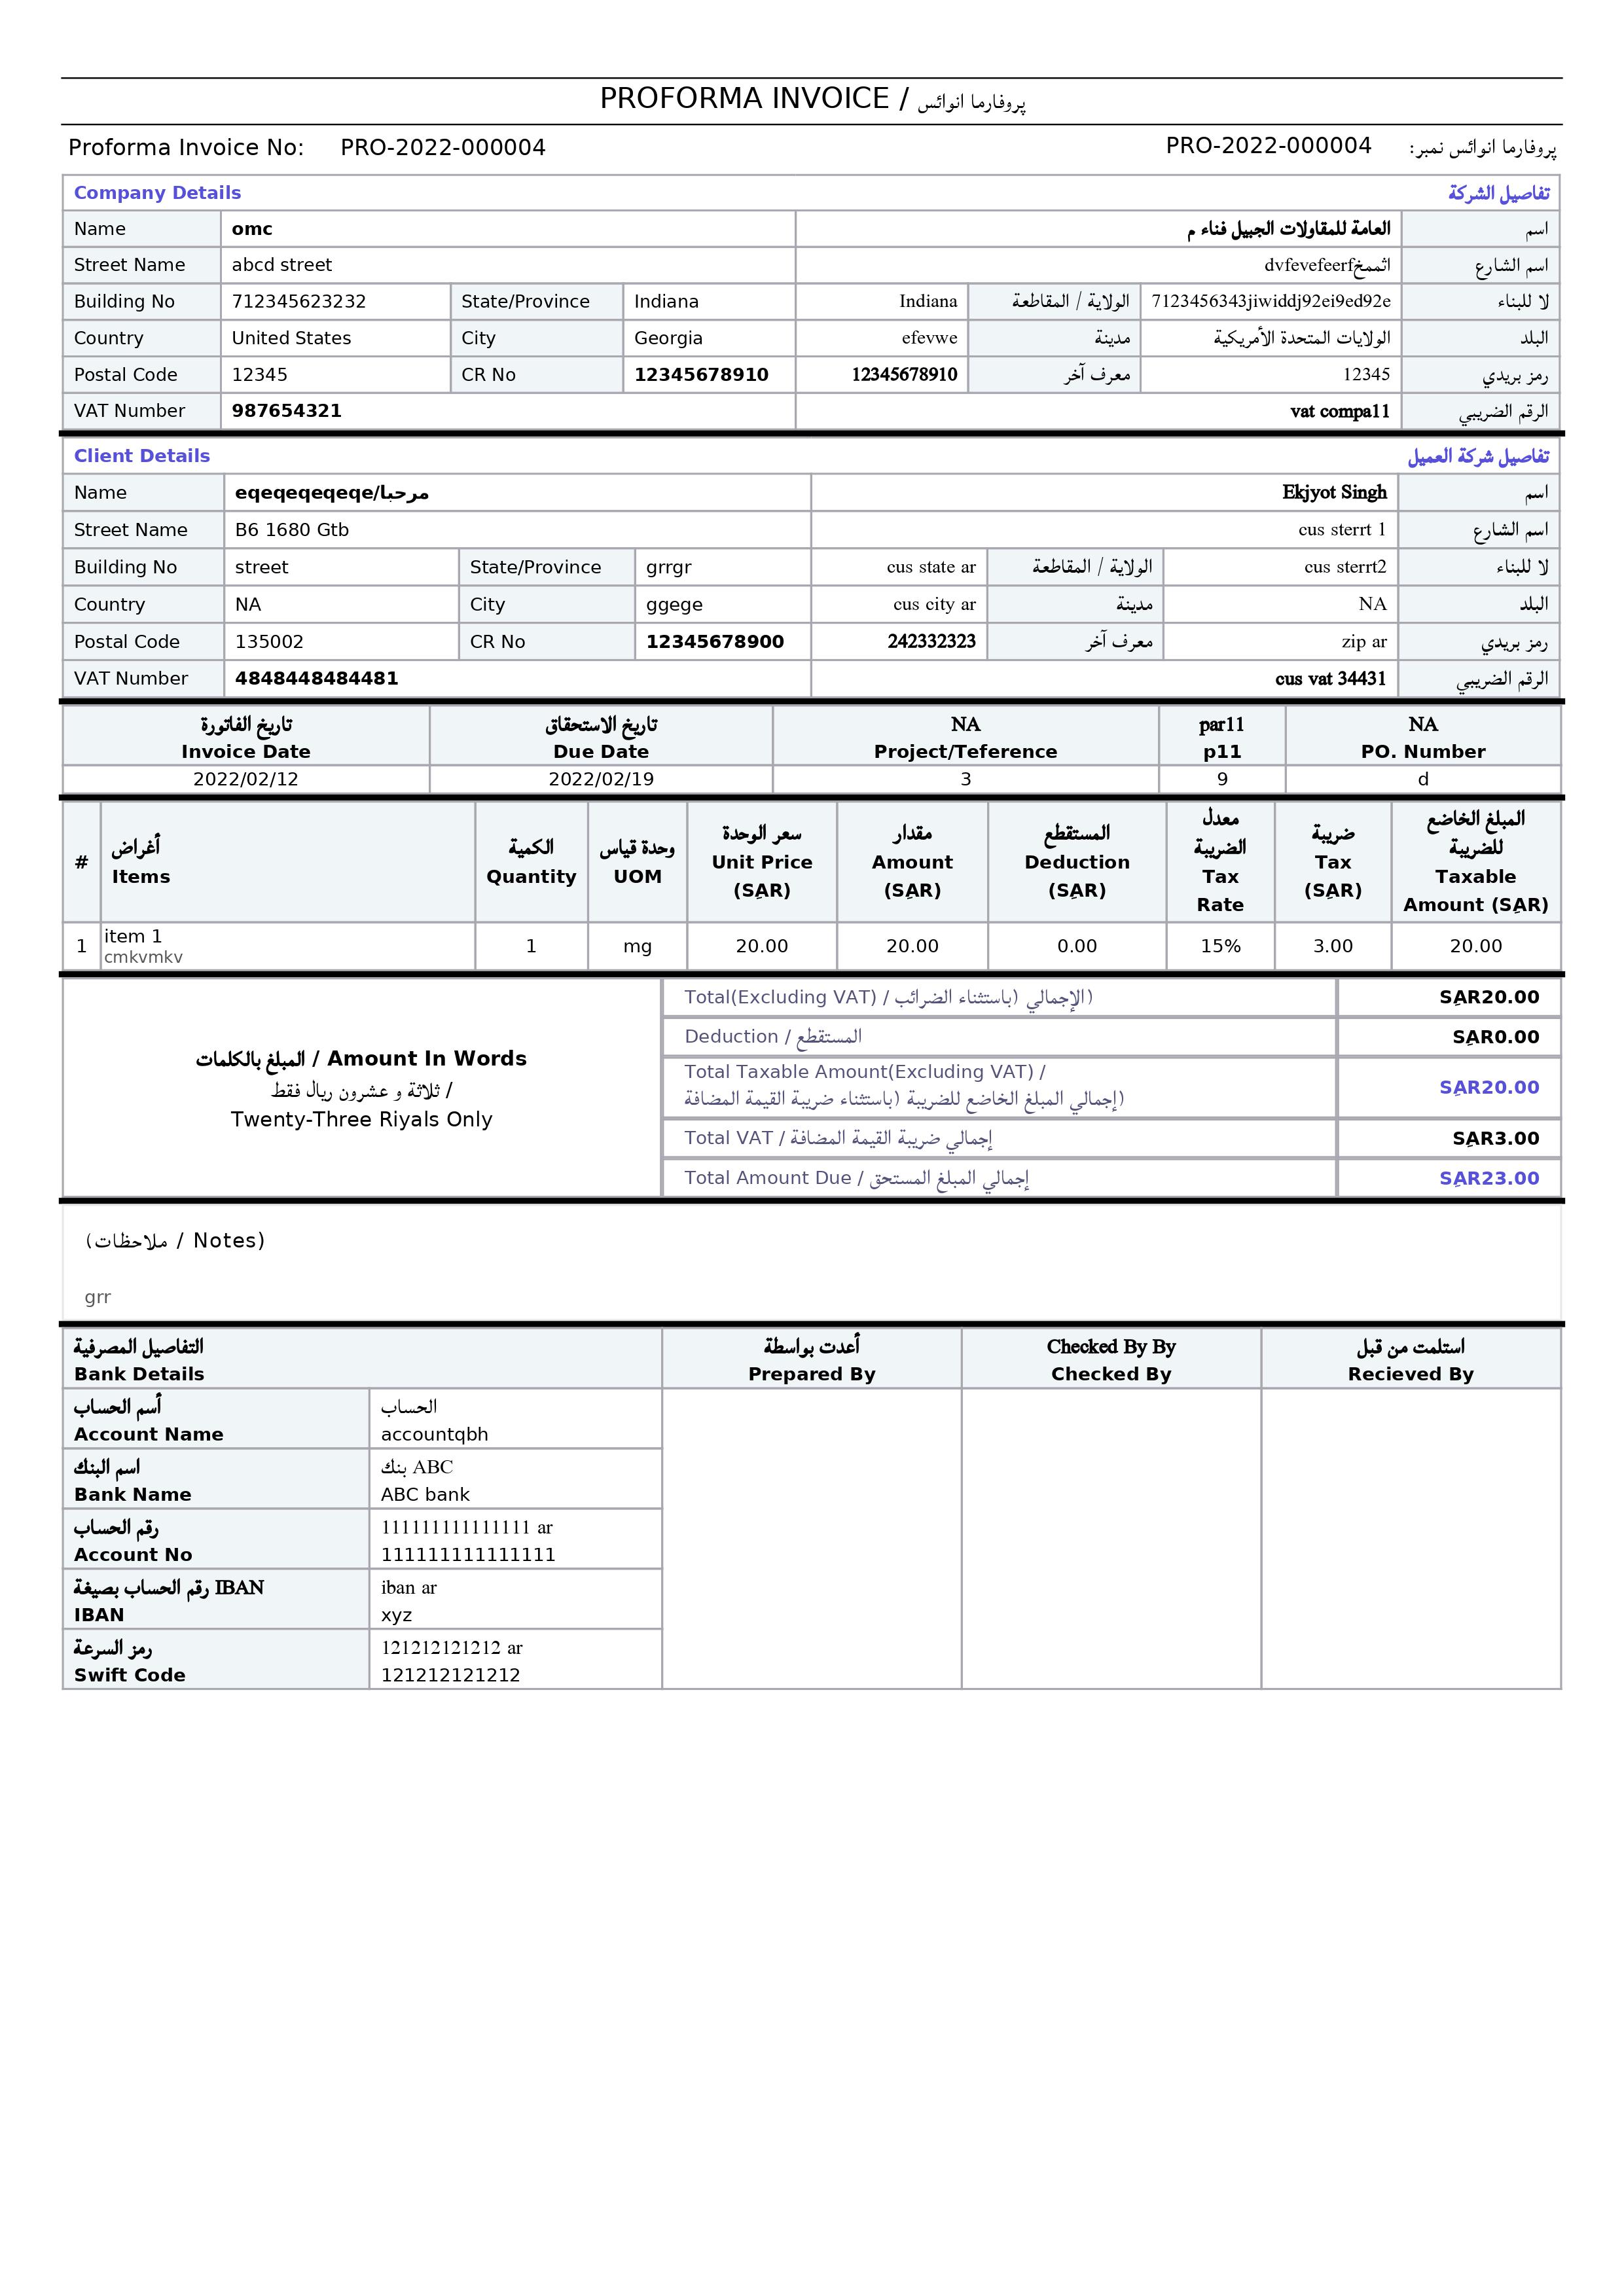 PROFORMA INVOICE / پروفارما انوائس
Proforma Invoice No: PRO-2022-000004 PRO-2022-000004 پروفارما انوائس نمبر:
Company Details تفاصيل الشركة
Name omc العامة للمقاولات الجبيل فناء م اسم
Street Name abcd street dvfevefeerfاثممخ اسم الشارع
Building No 712345623232 State/Province Indiana Indiana الولاية / المقاطعة 7123456343jiwiddj92ei9ed92e لا للبناء
Country United States City Georgia efevwe مدينة الولايات المتحدة الأمريكية البلد
Postal Code 12345 CR No 12345678910 12345678910 معرف آخر 12345 رمز بريدي
VAT Number 987654321 vat compa11 الرقم الضريبي
Client Details تفاصيل شركة العميل
Name eqeqeqeqeqe/مرحبا Ekjyot Singh اسم
Street Name B6 1680 Gtb cus sterrt 1 اسم الشارع
Building No street State/Province grrgr cus state ar الولاية / المقاطعة cus sterrt2 لا للبناء
Country NA City ggege cus city ar مدينة NA البلد
Postal Code 135002 CR No 12345678900 242332323 معرف آخر zip ar رمز بريدي
VAT Number 4848448484481 cus vat 34431 الرقم الضريبي
تاريخ الفاتورة تاريخ الاستحقاق NA par11 NA
Invoice Date Due Date Project/Teference p11 PO. Number
2022/02/12 2022/02/19 3 9 d
# أغراض Items الكمية Quantity وحدة قياس UOM سعر الوحدة Unit Price (SAR) مقدار Amount (SAR) المستقطع Deduction (SAR) معدل الضريبة Tax Rate ضريبة Tax (SAR) المبلغ الخاضع للضريبة Taxable Amount (SAR)
1 item 1 1 mg 20.00 20.00 0.00 15% 3.00 20.00
cmkvmkv
المبلغ بالكلمات / Amount In Words
ثلاثة و عشرون ريال فقط /
Twenty-Three Riyals Only
Total(Excluding VAT) / الإجمالي (باستثناء الضرائب) SAR20.00
Deduction / المستقطع SAR0.00
Total Taxable Amount(Excluding VAT) /
إجمالي المبلغ الخاضع للضريبة (باستثناء ضريبة القيمة المضافة) SAR20.00
Total VAT / إجمالي ضريبة القيمة المضافة SAR3.00
Total Amount Due / إجمالي المبلغ المستحق SAR23.00
(ملاحظات / Notes)
grr
التفاصيل المصرفية أعدت بواسطة Checked By By استلمت من قبل
Bank Details Prepared By Checked By Recieved By
أسم الحساب الحساب
Account Name accountqbh
اسم البنك بنك ABC
Bank Name ABC bank
رقم الحساب 111111111111111 ar
Account No 111111111111111
رقم الحساب بصيغة IBAN iban ar
IBAN xyz
رمز السرعة 121212121212 ar
Swift Code 121212121212